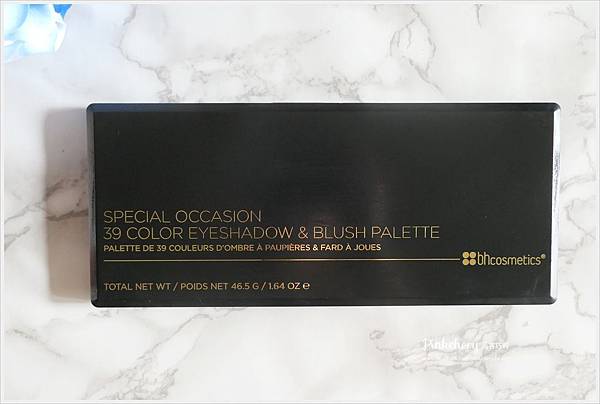 SPECIAL OCCASION
39 COLOR EYESHADOW & BLUSH PALETTE
PALETTE DE 39 COULEURS D'OMBRE À PAUPIÈRES & FARD À JOUES
bhcosmetics®
TOTAL NET WT / POIDS NET 46.5 G / 1.64 OZ ℮
Pinkchery